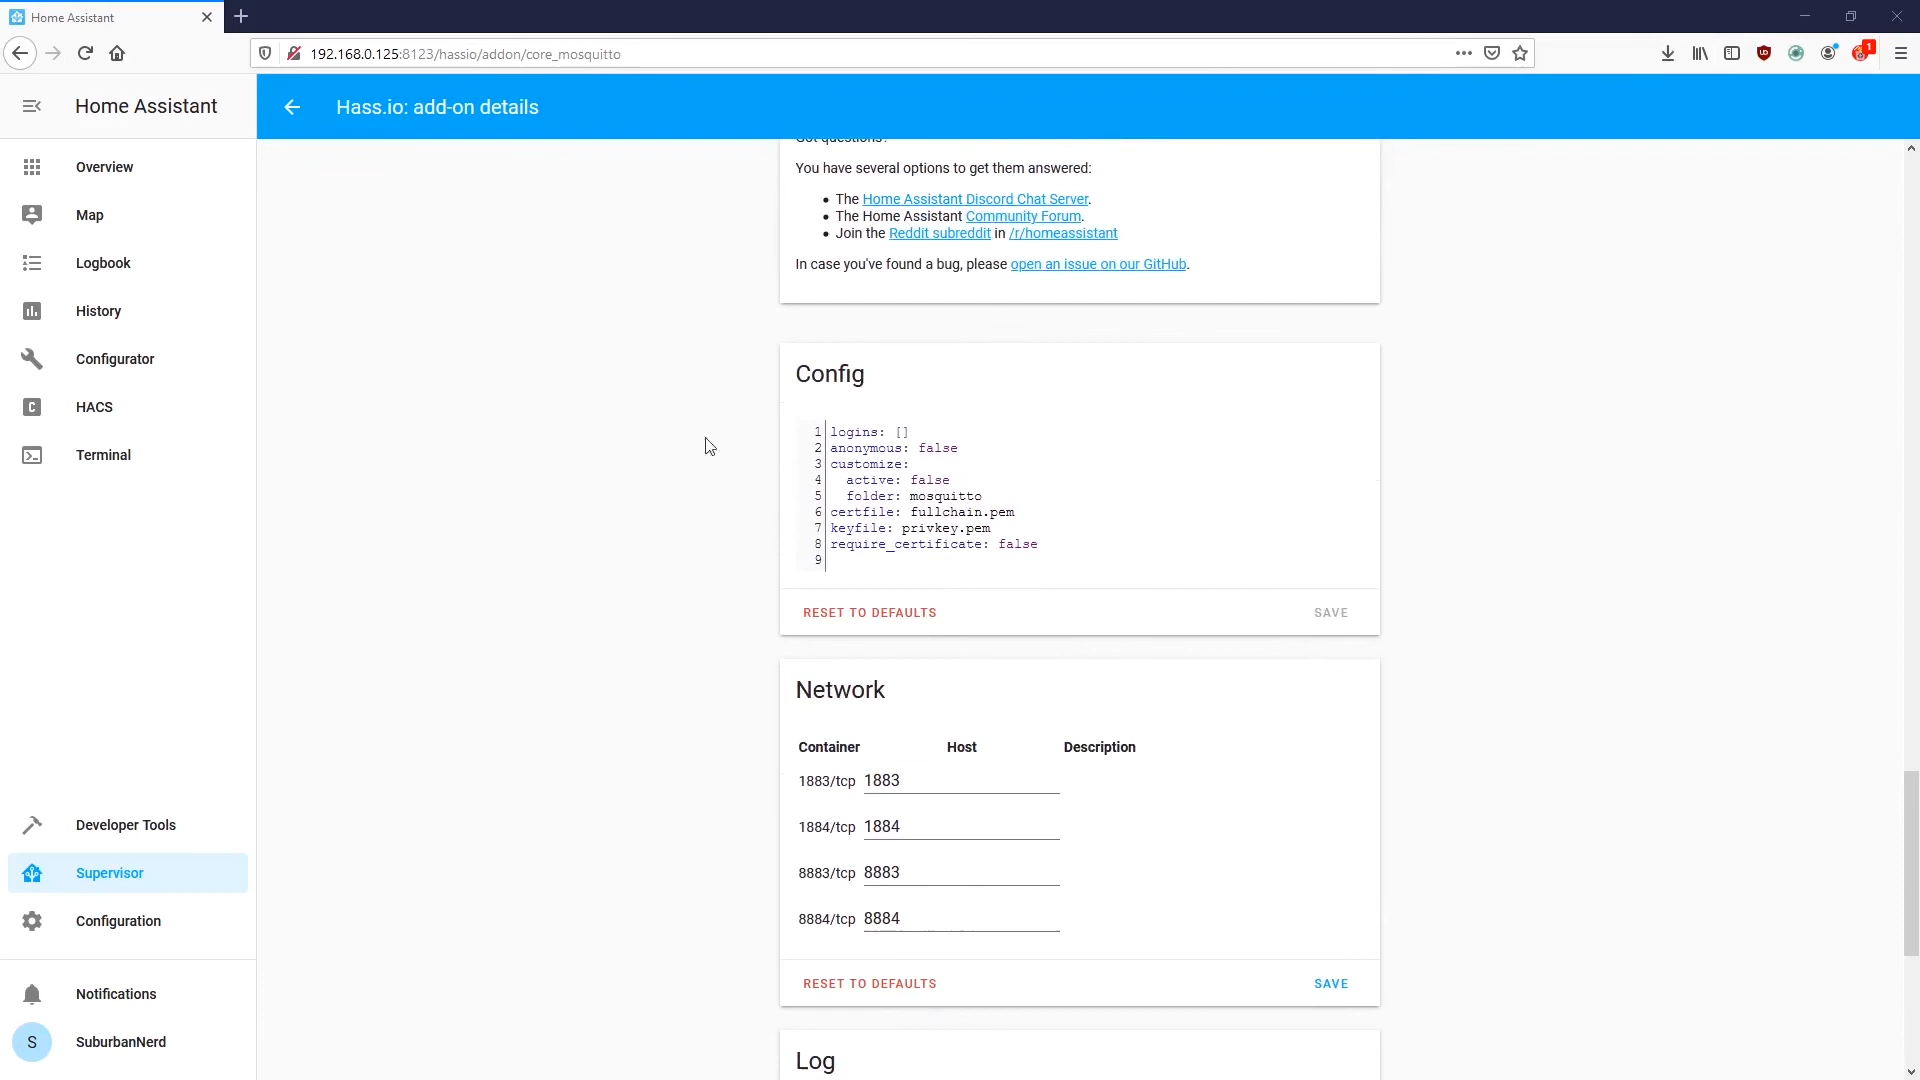 Home Assistant
192.168.0.125:8123/hassio/addon/core_mosquitto
1
Home Assistant
Hass.io: add-on details
Overview
Map
Logbook
History
Configurator
C
HACS
Terminal
Developer Tools
Supervisor
Configuration
Notifications
S
SuburbanNerd
Got questions?
You have several options to get them answered:
The Home Assistant Discord Chat Server.
The Home Assistant Community Forum.
Join the Reddit subreddit in /r/homeassistant
In case you've found a bug, please open an issue on our GitHub.
Config
1 logins: []
2 anonymous: false
3 customize:
4 active: false
5 folder: mosquitto
6 certfile: fullchain.pem
7 keyfile: privkey.pem
8 require_certificate: false
9
RESET TO DEFAULTS SAVE
Network
Container Host Description
1883/tcp 1883
1884/tcp 1884
8883/tcp 8883
8884/tcp 8884
RESET TO DEFAULTS SAVE
Log